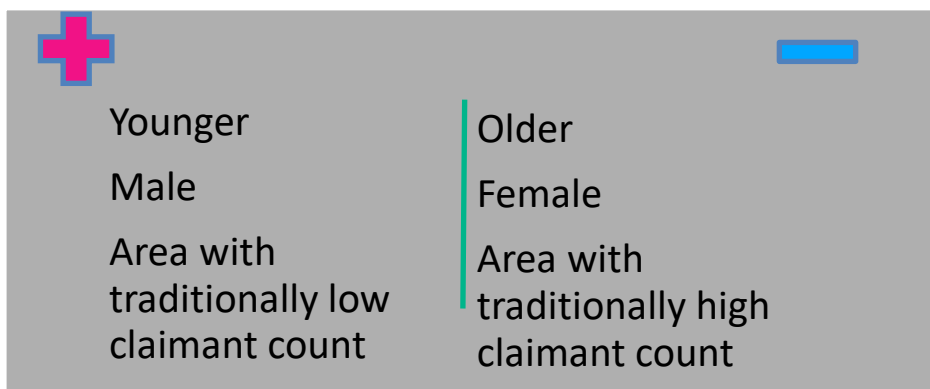 Younger
Male
Area with
traditionally low
claimant count
Older
Female
Area with
traditionally high
claimant count